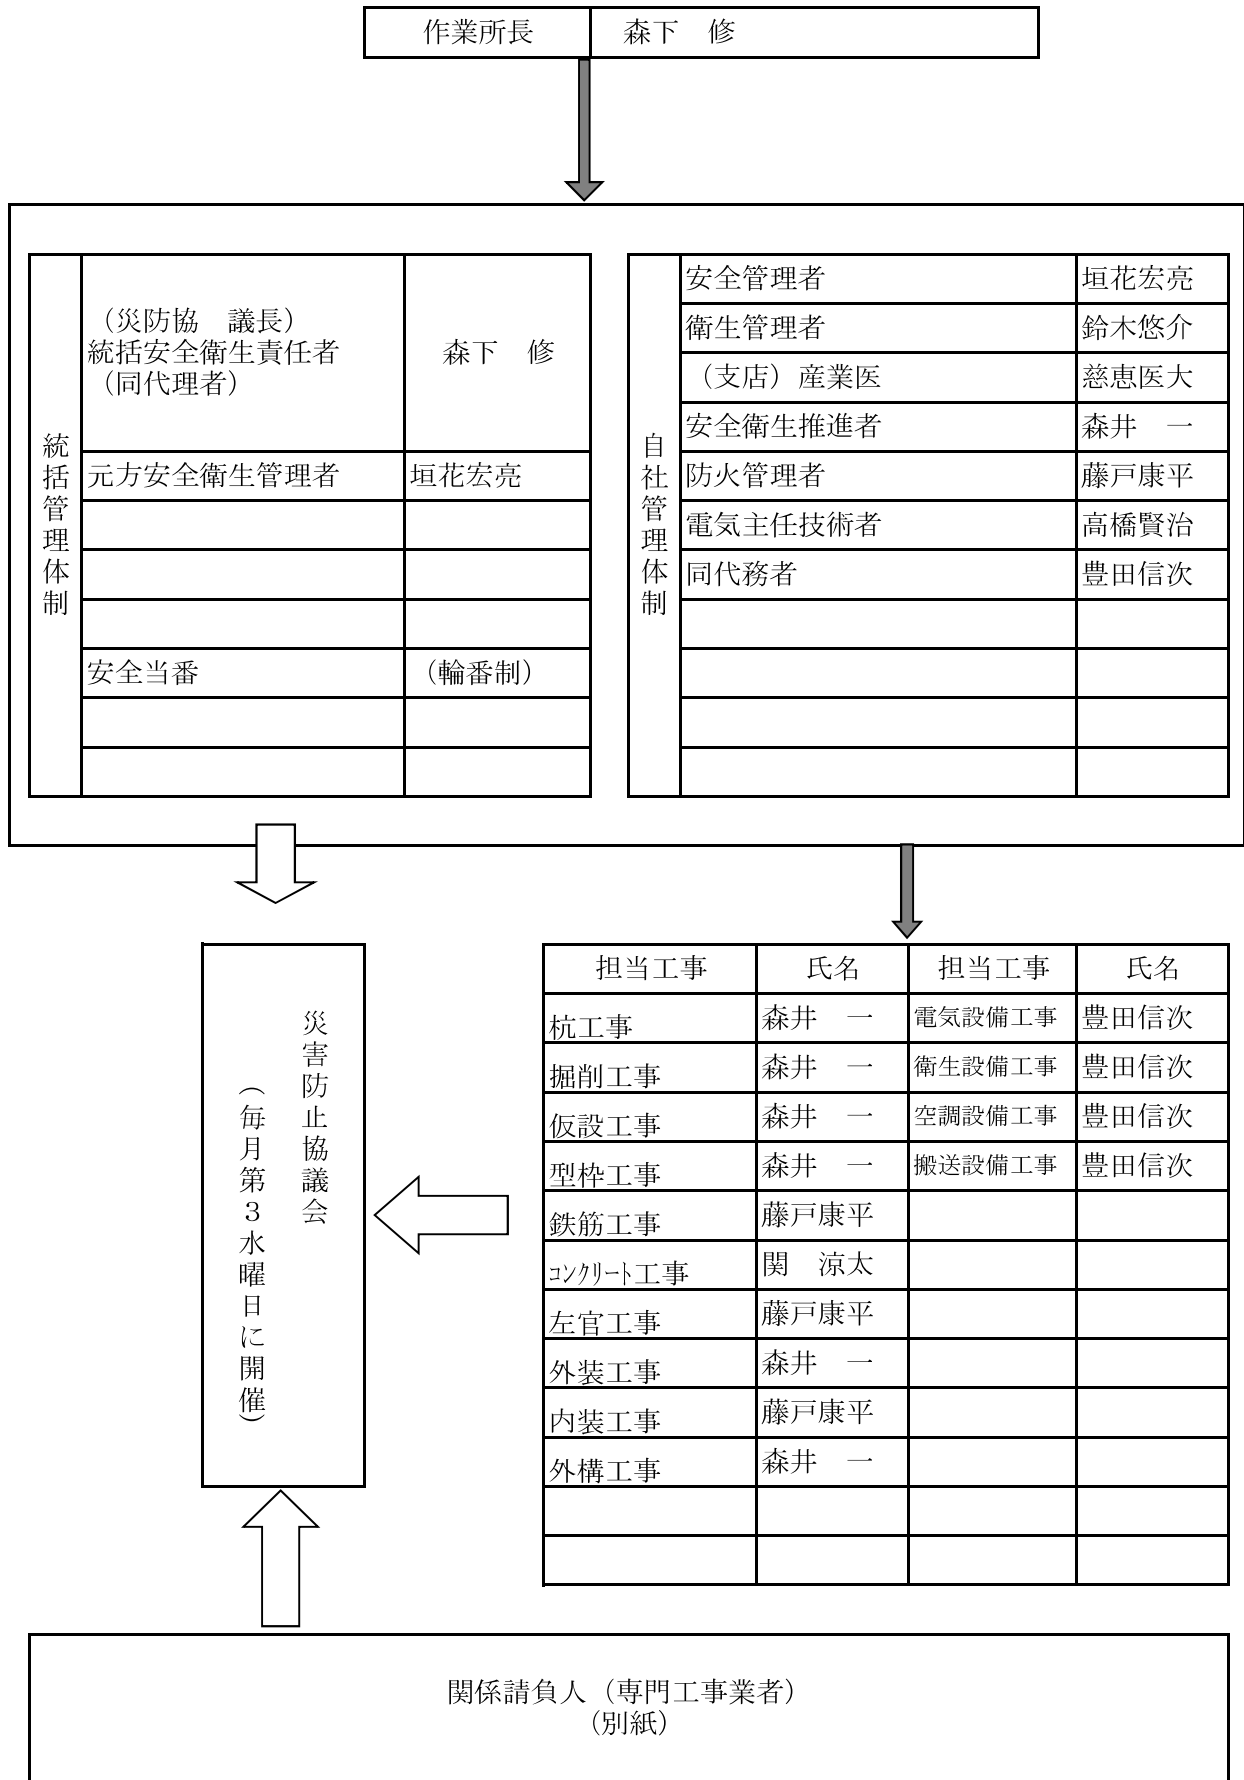 作業所長　森下　修
統括管理体制
（災防協　議長）
統括安全衛生責任者
（同代理者）
森下　修
元方安全衛生管理者　垣花宏亮
安全当番　（輪番制）
自社管理体制
安全管理者　垣花宏亮
衛生管理者　鈴木悠介
（支店）産業医　慈恵医大
安全衛生推進者　森井　一
防火管理者　藤戸康平
電気主任技術者　高橋賢治
同代務者　豊田信次
災害防止協議会
（毎月第３水曜日に開催）
担当工事　氏名　担当工事　氏名
杭工事　森井　一　電気設備工事　豊田信次
掘削工事　森井　一　衛生設備工事　豊田信次
仮設工事　森井　一　空調設備工事　豊田信次
型枠工事　森井　一　搬送設備工事　豊田信次
鉄筋工事　藤戸康平
ｺﾝｸﾘｰﾄ工事　関　涼太
左官工事　藤戸康平
外装工事　森井　一
内装工事　藤戸康平
外構工事　森井　一
関係請負人（専門工事業者）
（別紙）